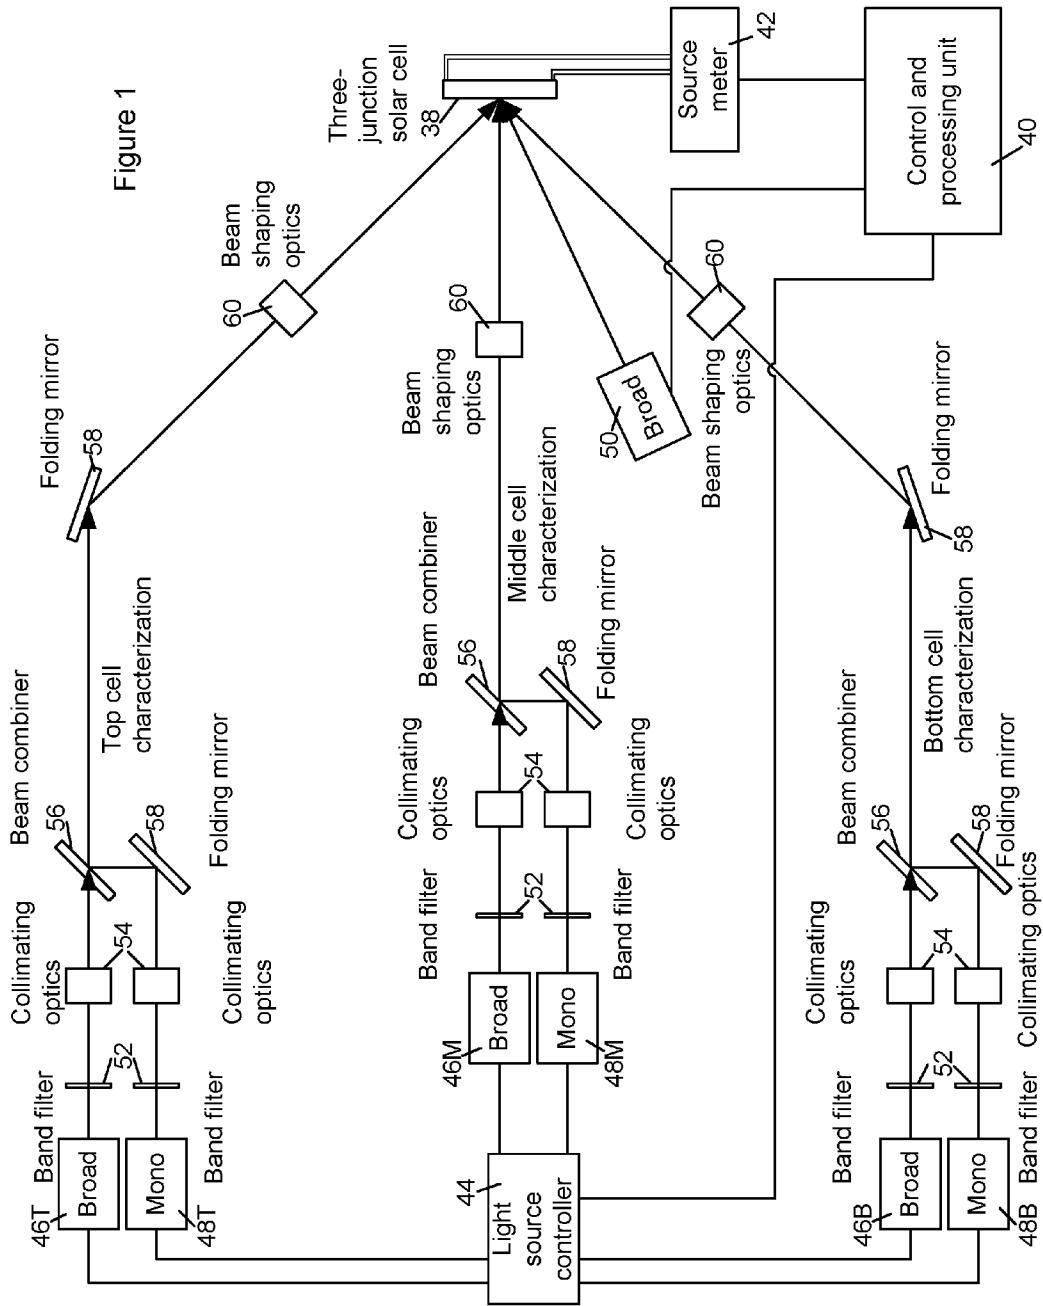 Figure 1
Three-
junction
solar cell
38
Source
meter
42
Control and
processing unit
40
Beam
shaping
optics
60
Folding mirror
58
Top cell
characterization
Beam combiner
56
58
Folding mirror
Collimating
optics
54
Collimating
optics
Band filter
52
Band filter
46T
Broad
Mono
48T
Beam
shaping
optics
60
Middle cell
characterization
Beam combiner
56
58
Folding mirror
Collimating
optics
54
Collimating
optics
Band filter
52
Band filter
46M
Broad
Mono
48M
50
Broad
44
Light
source
controller
60
Beam shaping
optics
Folding mirror
58
Bottom cell
characterization
Beam combiner
56
58
Folding mirror
Collimating
optics
54
Collimating optics
Band filter
52
Band filter
46B
Broad
Mono
48B